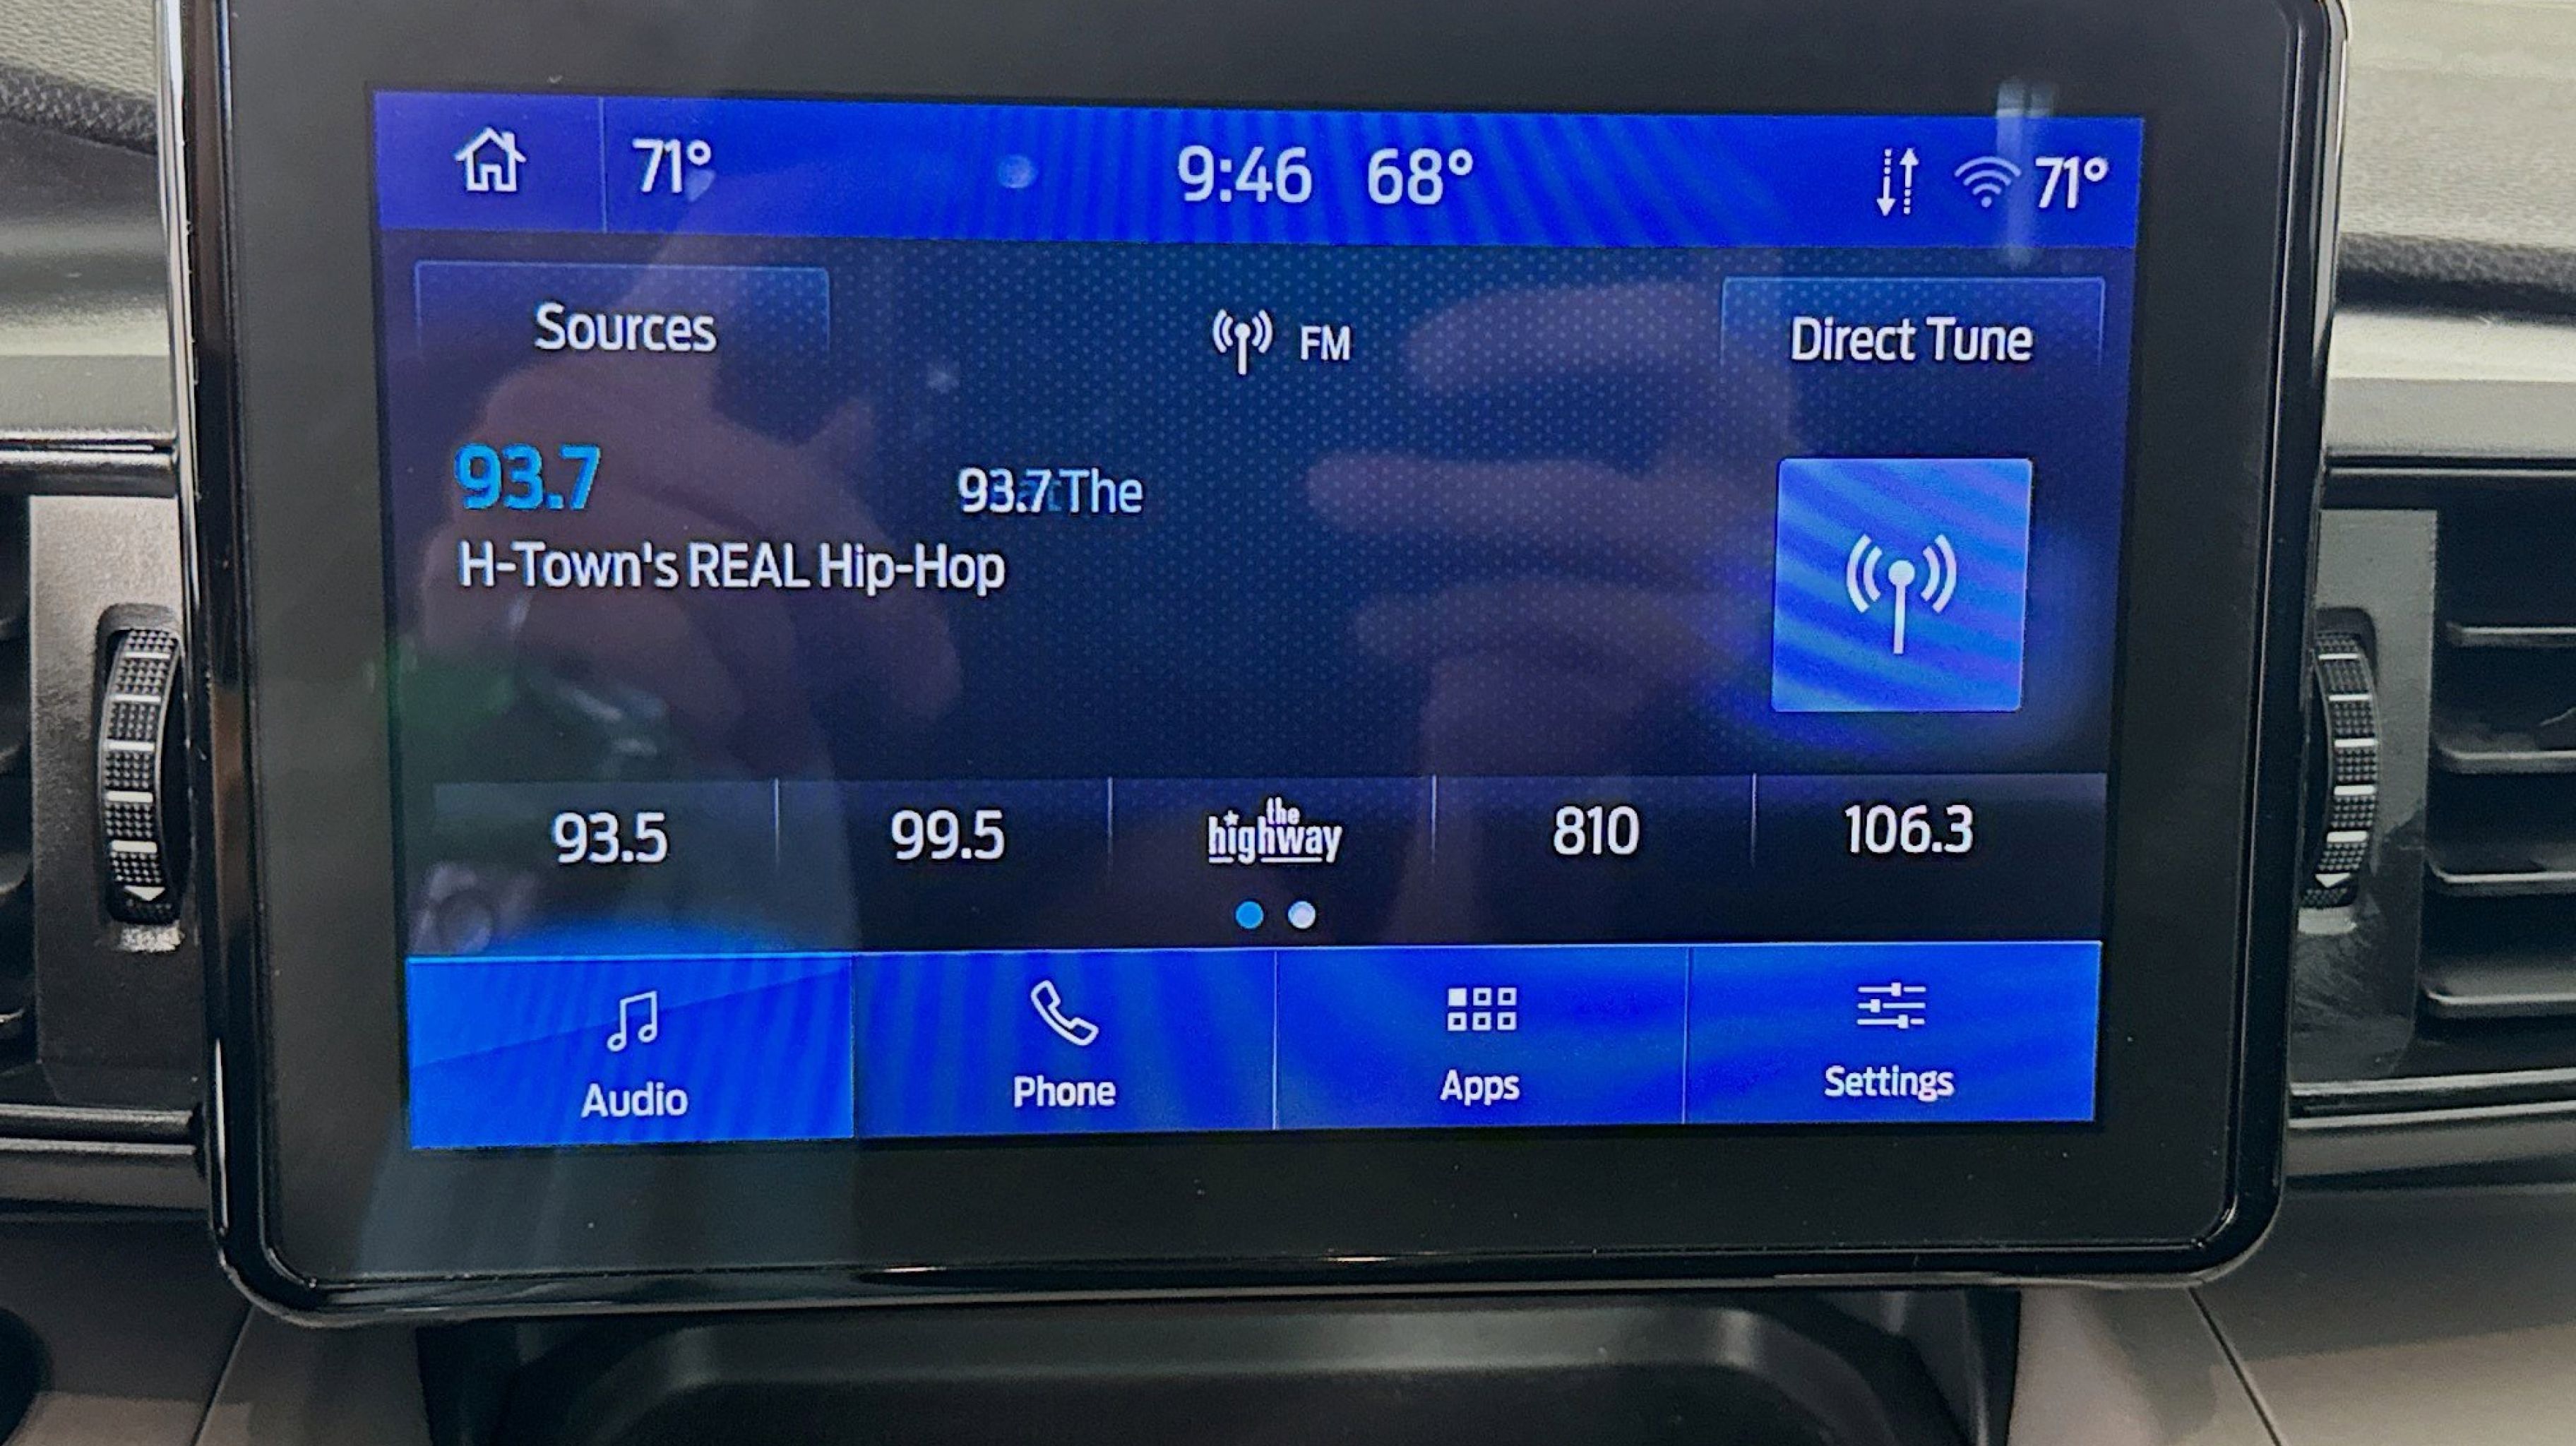 71° 9:46 68° 71°
Sources FM Direct Tune
93.7 93.7 The
H-Town's REAL Hip-Hop
93.5 99.5 the highway 810 106.3
Audio Phone Apps Settings